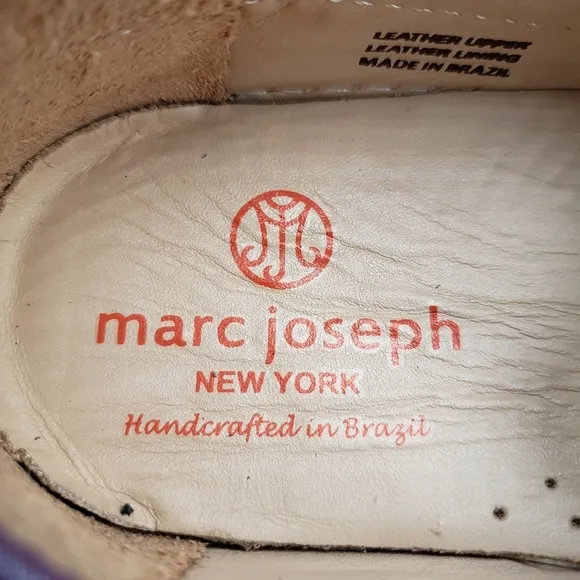 LEATHER UPPER
LEATHER LINING
MADE IN BRAZIL
marc joseph
NEW YORK
Handcrafted in Brazil